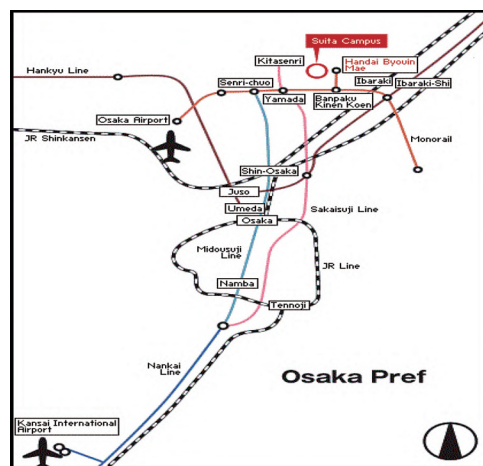 Suita Campus
Kitasenri
Hankyu Line
Handai Byouin
Mae
Senri-chuo
Ibaraki
Ibaraki-Shi
Yamada
Banpaku
Kinen Koen
Osaka Airport
JR Shinkansen
Monorail
Shin-Osaka
Juso
Umeda
Sakaisuji Line
Osaka
Midousuji
Line
JR Line
Namba
Tennoji
Nankai
Line
Osaka Pref
Kansai International
Airport